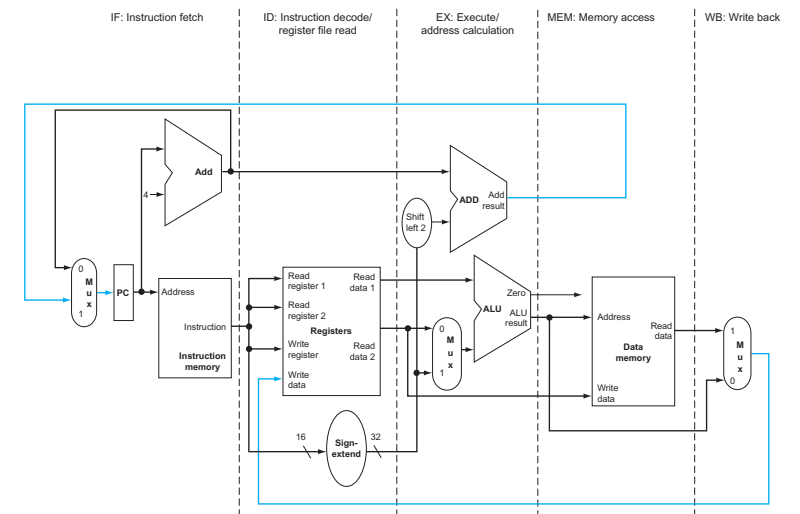 IF: Instruction fetch
ID: Instruction decode/
register file read
EX: Execute/
address calculation
MEM: Memory access
WB: Write back
Add
4
ADD
Add
result
Shift
left 2
0
M
u
x
1
PC
Address
Instruction
Instruction
memory
Read
register 1
Read
register 2
Write
register
Write
data
Registers
Read
data 1
Read
data 2
0
M
u
x
1
Zero
ALU
ALU
result
Address
Read
data
Data
memory
Write
data
1
M
u
x
0
16
Sign-
extend
32